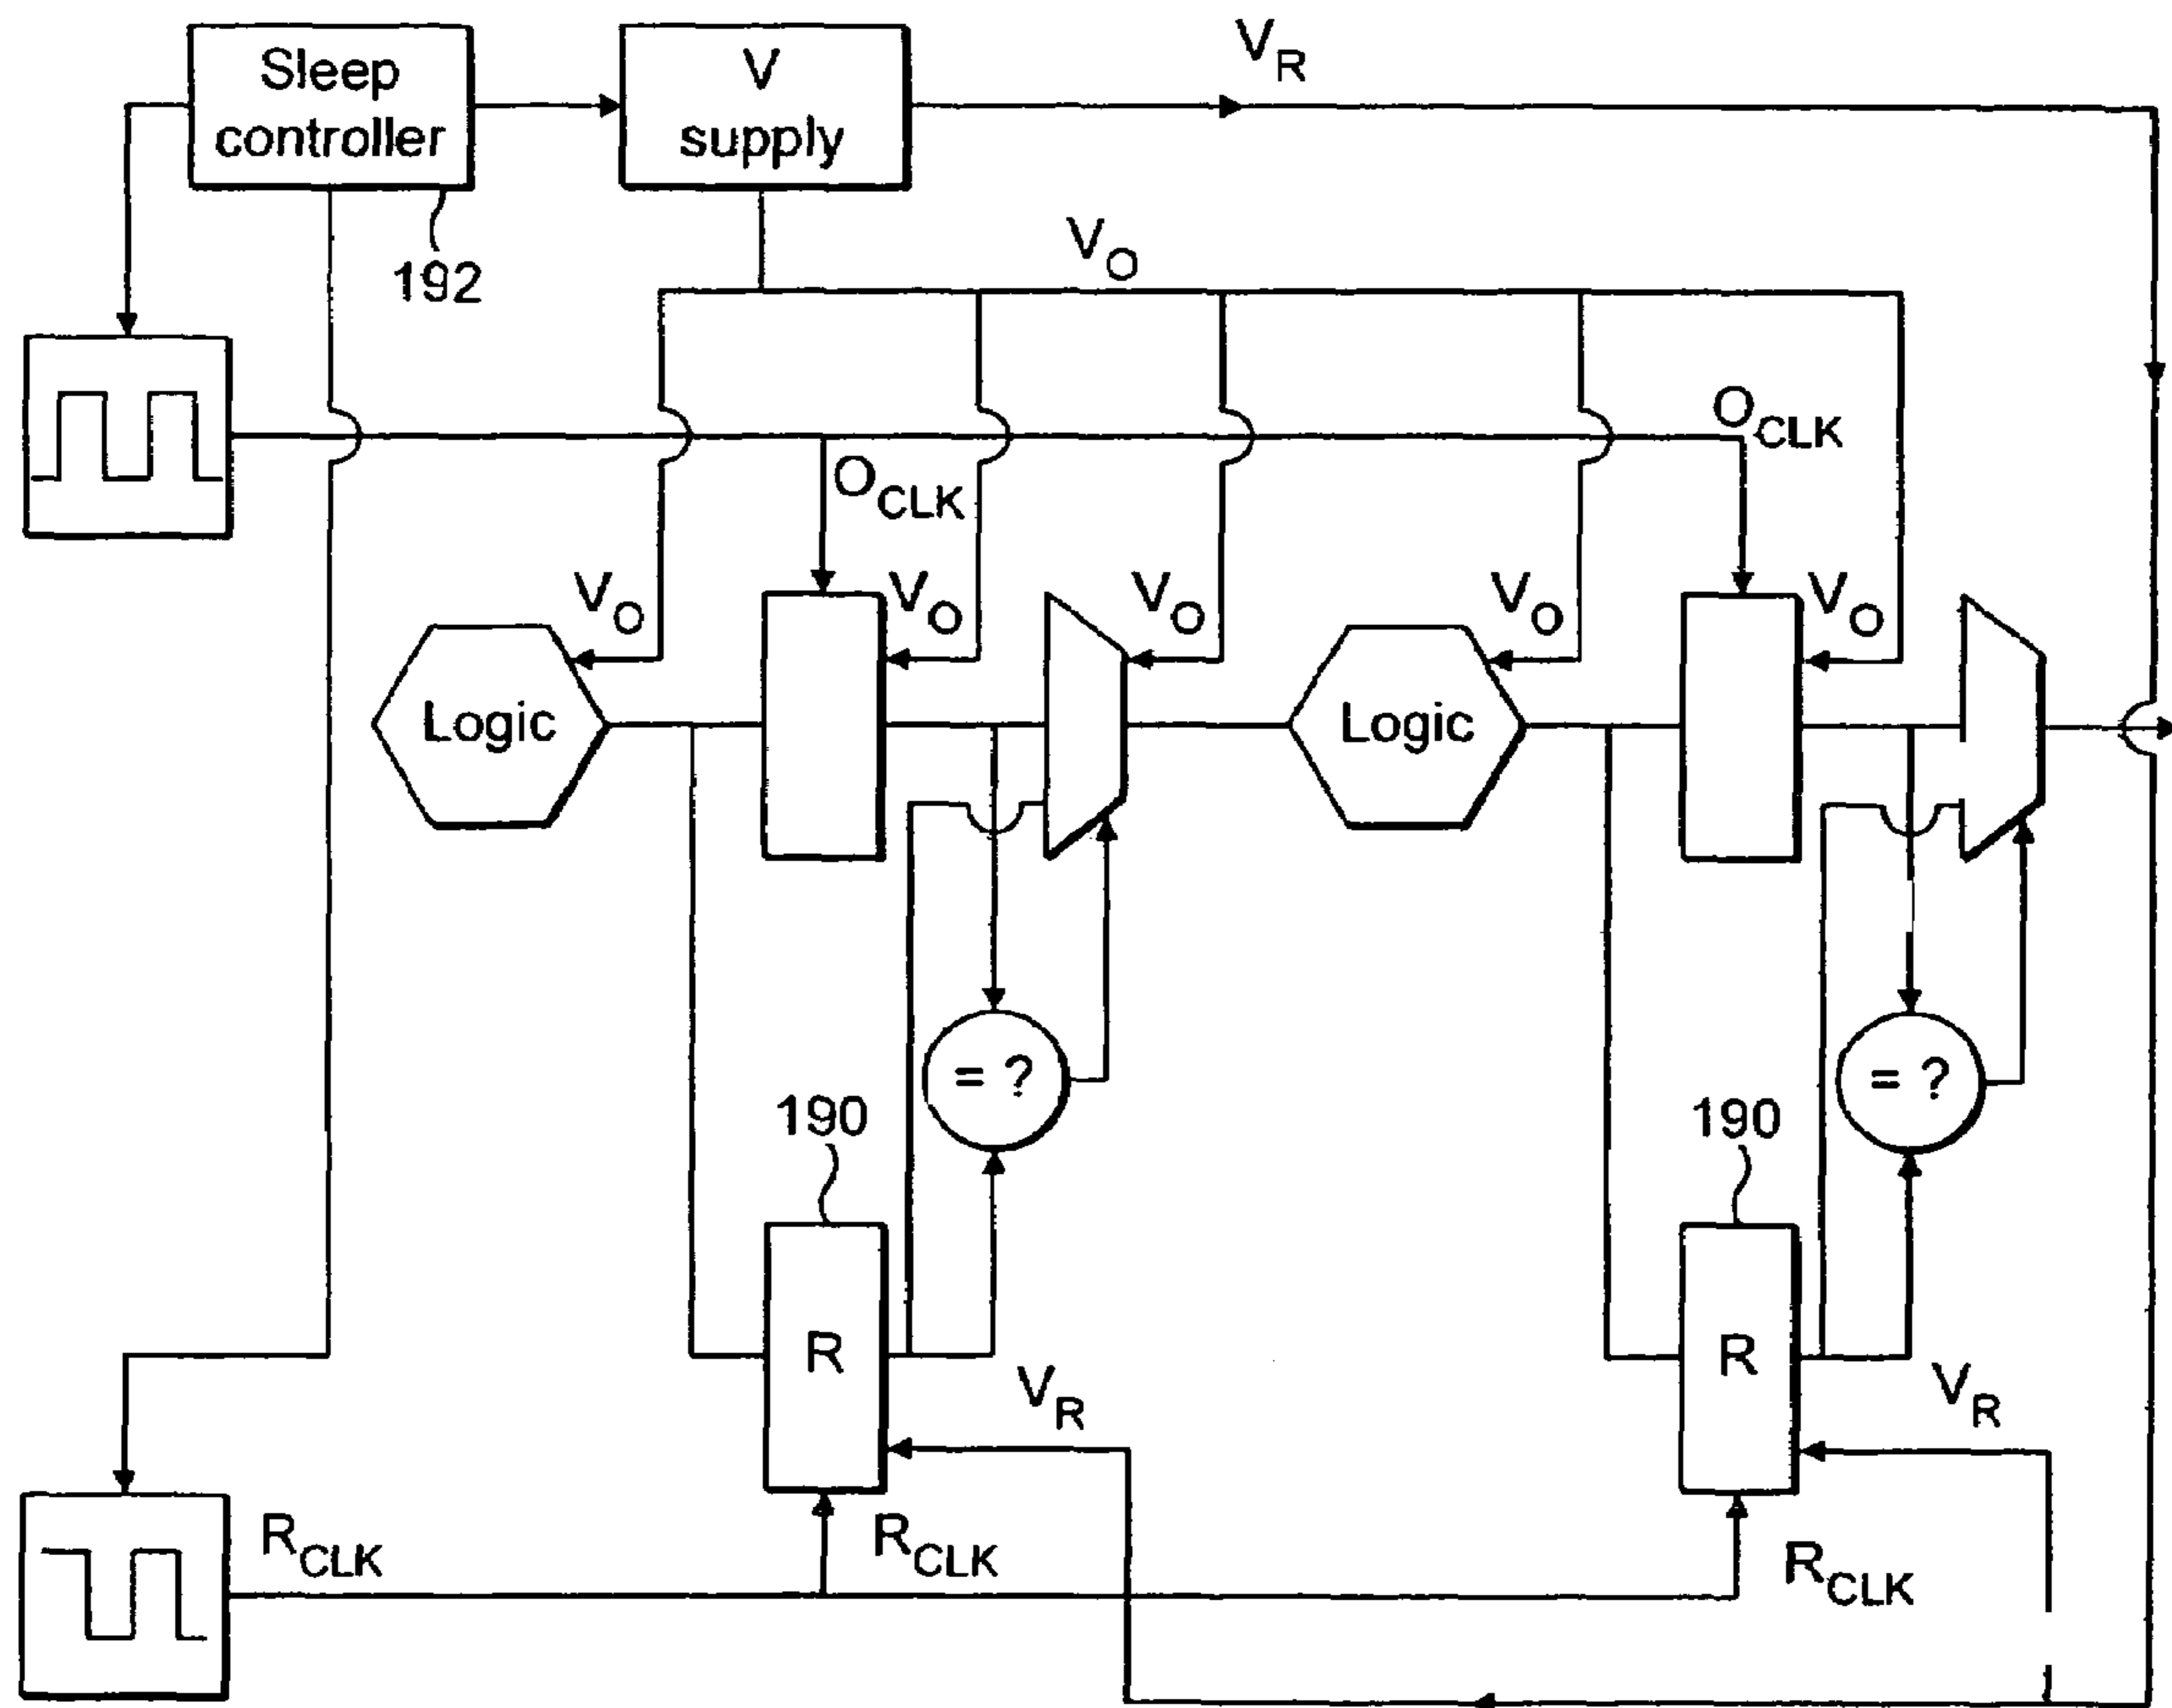 Sleep
controller
V
supply
V_R
192
V_O
O_CLK
O_CLK
V_O
V_O
V_O
V_O
V_O
Logic
Logic
= ?
= ?
190
190
R
R
V_R
V_R
R_CLK
R_CLK
R_CLK